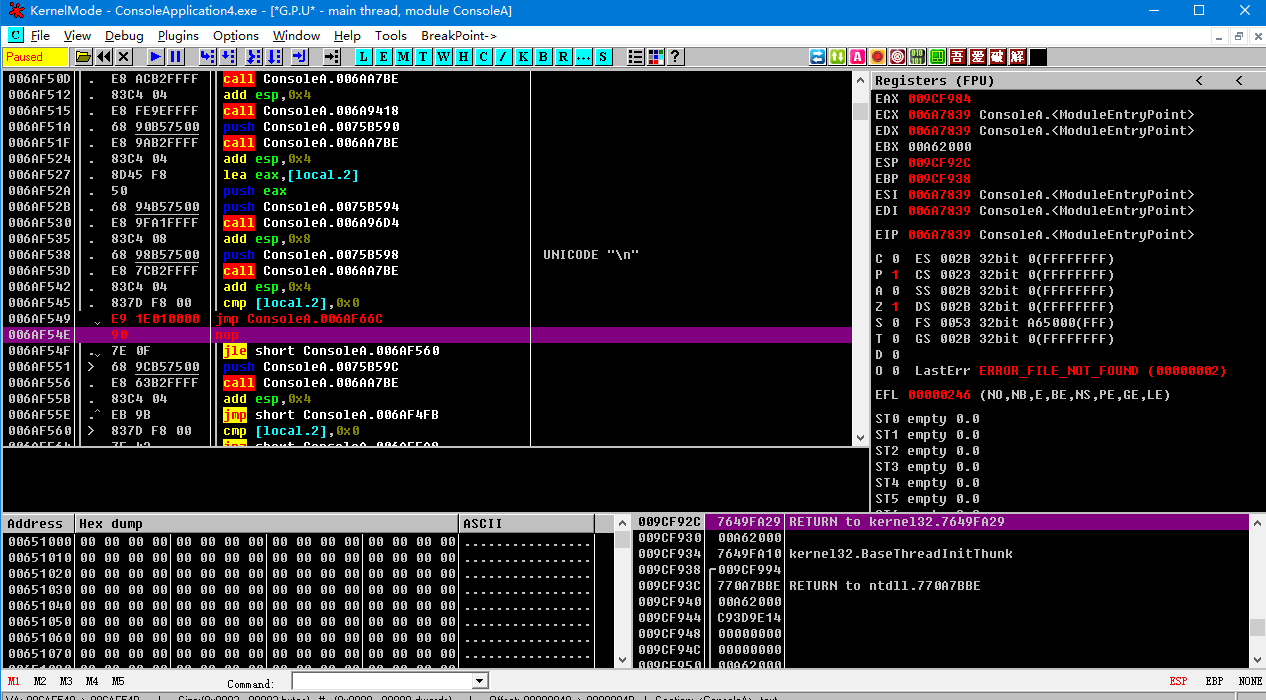 KernelMode - ConsoleApplication4.exe - [*G.P.U* - main thread, module ConsoleA]
C File View Debug Plugins Options Window Help Tools BreakPoint->
Paused L E M T W H C / K B R ... S ? A 吾 爱 破 解
006AF50D . E8 ACB2FFFF call ConsoleA.006AA7BE
006AF512 . 83C4 04 add esp,0x4
006AF515 . E8 FE9EFFFF call ConsoleA.006A9418
006AF51A . 68 90B57500 push ConsoleA.0075B590
006AF51F . E8 9AB2FFFF call ConsoleA.006AA7BE
006AF524 . 83C4 04 add esp,0x4
006AF527 . 8D45 F8 lea eax,[local.2]
006AF52A . 50 push eax
006AF52B . 68 94B57500 push ConsoleA.0075B594
006AF530 . E8 9FA1FFFF call ConsoleA.006A96D4
006AF535 . 83C4 08 add esp,0x8
006AF538 . 68 98B57500 push ConsoleA.0075B598 UNICODE "\n"
006AF53D . E8 7CB2FFFF call ConsoleA.006AA7BE
006AF542 . 83C4 04 add esp,0x4
006AF545 . 837D F8 00 cmp [local.2],0x0
006AF549 E9 1E010000 jmp ConsoleA.006AF66C
006AF54E 90 nop
006AF54F . 7E 0F jle short ConsoleA.006AF560
006AF551 > 68 9CB57500 push ConsoleA.0075B59C
006AF556 . E8 63B2FFFF call ConsoleA.006AA7BE
006AF55B . 83C4 04 add esp,0x4
006AF55E .^ EB 9B jmp short ConsoleA.006AF4FB
006AF560 > 837D F8 00 cmp [local.2],0x0
Registers (FPU) < <
EAX 009CF984
ECX 006A7839 ConsoleA.<ModuleEntryPoint>
EDX 006A7839 ConsoleA.<ModuleEntryPoint>
EBX 00A62000
ESP 009CF92C
EBP 009CF938
ESI 006A7839 ConsoleA.<ModuleEntryPoint>
EDI 006A7839 ConsoleA.<ModuleEntryPoint>
EIP 006A7839 ConsoleA.<ModuleEntryPoint>
C 0 ES 002B 32bit 0(FFFFFFFF)
P 1 CS 0023 32bit 0(FFFFFFFF)
A 0 SS 002B 32bit 0(FFFFFFFF)
Z 1 DS 002B 32bit 0(FFFFFFFF)
S 0 FS 0053 32bit A65000(FFF)
T 0 GS 002B 32bit 0(FFFFFFFF)
D 0
O 0 LastErr ERROR_FILE_NOT_FOUND (00000002)
EFL 00000246 (NO,NB,E,BE,NS,PE,GE,LE)
ST0 empty 0.0
ST1 empty 0.0
ST2 empty 0.0
ST3 empty 0.0
ST4 empty 0.0
ST5 empty 0.0
Address Hex dump ASCII
00651000 00 00 00 00 00 00 00 00 00 00 00 00 00 00 00 00 ................
00651010 00 00 00 00 00 00 00 00 00 00 00 00 00 00 00 00 ................
00651020 00 00 00 00 00 00 00 00 00 00 00 00 00 00 00 00 ................
00651030 00 00 00 00 00 00 00 00 00 00 00 00 00 00 00 00 ................
00651040 00 00 00 00 00 00 00 00 00 00 00 00 00 00 00 00 ................
00651050 00 00 00 00 00 00 00 00 00 00 00 00 00 00 00 00 ................
00651060 00 00 00 00 00 00 00 00 00 00 00 00 00 00 00 00 ................
00651070 00 00 00 00 00 00 00 00 00 00 00 00 00 00 00 00 ................
009CF92C 7649FA29 RETURN to kernel32.7649FA29
009CF930 00A62000
009CF934 7649FA10 kernel32.BaseThreadInitThunk
009CF938 009CF994
009CF93C 770A7BBE RETURN to ntdll.770A7BBE
009CF940 00A62000
009CF944 C93D9E14
009CF948 00000000
009CF94C 00000000
009CF950 00A62000
M1 M2 M3 M4 M5 Command: ESP EBP NONE